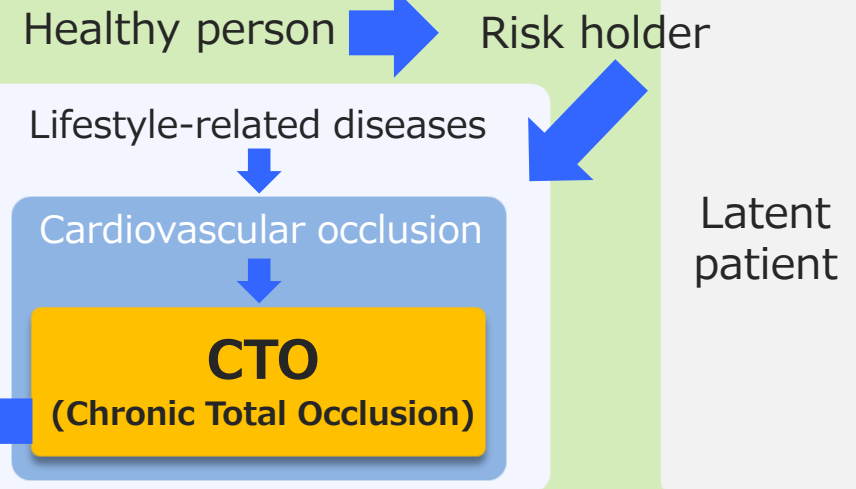 Healthy person
Risk holder
Lifestyle-related diseases
Cardiovascular occlusion
CTO
(Chronic Total Occlusion)
Latent
patient